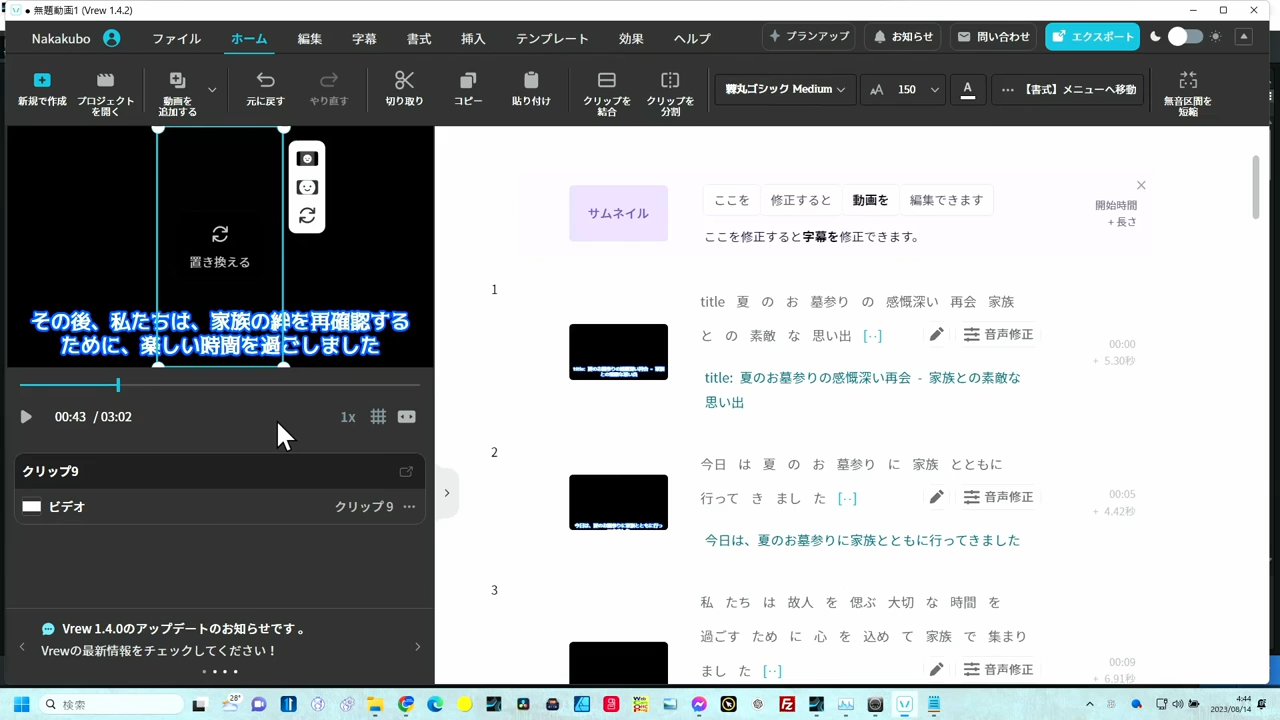 ● 無題動画1 (Vrew 1.4.2)
Nakakubo
ファイル ホーム 編集 字幕 書式 挿入 テンプレート 効果 ヘルプ
プランアップ お知らせ 問い合わせ エクスポート
新規で作成 プロジェクトを開く 動画を追加する 元に戻す やり直す 切り取り コピー 貼り付け クリップを結合 クリップを分割
Medium 150 A ··· 【書式】メニューへ移動 無音区間を短縮
置き換える
その後、私たちは、家族の絆を再確認する
ために、楽しい時間を過ごしました
00:43 / 03:02 1x
クリップ9
ビデオ クリップ 9 ···
Vrew 1.4.0のアップデートのお知らせです 。
Vrewの最新情報をチェックしてください！
サムネイル
ここを 修正すると 動画を 編集できます
ここを修正すると字幕を修正できます。
開始時間
+ 長さ
1
title 夏 の お 墓参り の 感慨深い 再会 家族
と の 素敵 な 思い出 [··] 音声修正
00:00
+ 5.30秒
title: 夏のお墓参りの感慨深い再会 - 家族との素敵な
思い出
2
今日 は 夏 の お 墓参り に 家族 とともに
行って き まし た [··] 音声修正
00:05
+ 4.42秒
今日は、夏のお墓参りに家族とともに行ってきました
3
私 たち は 故人 を 偲ぶ 大切 な 時間 を
過ごす ため に 心 を 込め て 家族 で 集まり
まし た [··] 音声修正
00:09
+ 6.91秒
検索
28°
4:44
2023/08/14